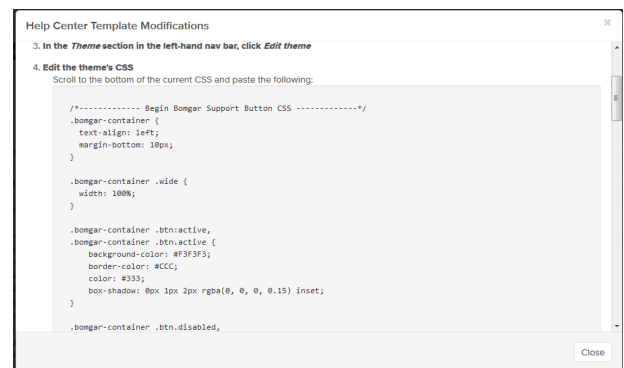 Help Center Template Modifications
×
3. In the Theme section in the left-hand nav bar, click Edit theme
4. Edit the theme's CSS
Scroll to the bottom of the current CSS and paste the following:
/*------------- Begin Bomgar Support Button CSS -------------*/
.bomgar-container {
  text-align: left;
  margin-bottom: 10px;
}
.bomgar-container .wide {
  width: 100%;
}
.bomgar-container .btn:active,
.bomgar-container .btn.active {
    background-color: #F3F3F3;
    border-color: #CCC;
    color: #333;
    box-shadow: 0px 1px 2px rgba(0, 0, 0, 0.15) inset;
}
.bomgar-container .btn.disabled,
Close